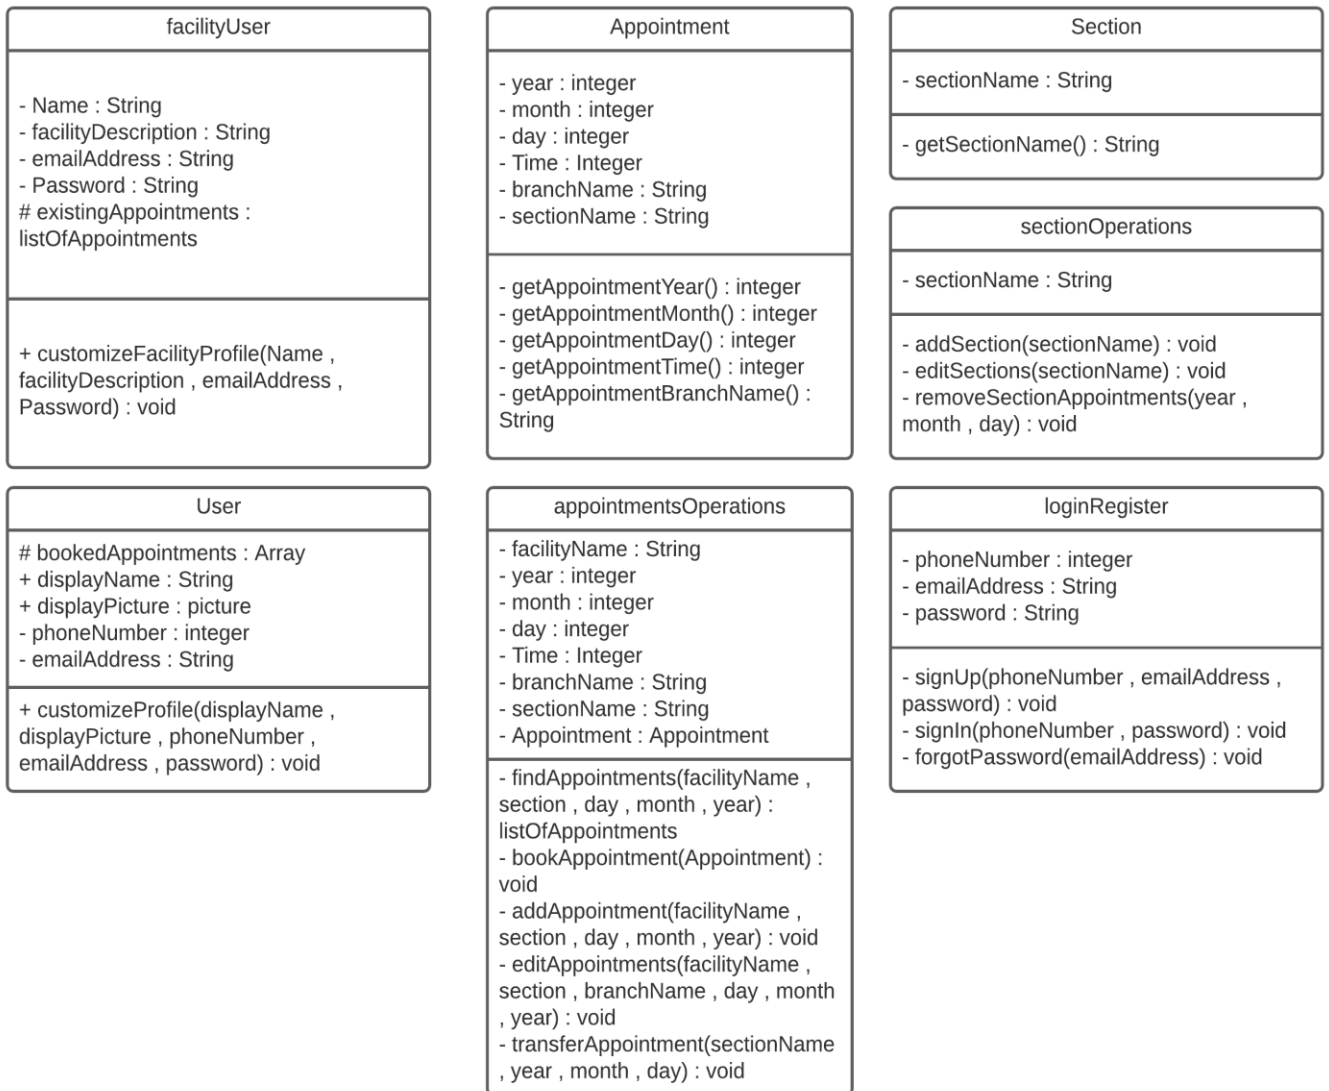 facilityUser
- Name : String
- facilityDescription : String
- emailAddress : String
- Password : String
# existingAppointments :
listOfAppointments
+ customizeFacilityProfile(Name ,
facilityDescription , emailAddress ,
Password) : void
Appointment
- year : integer
- month : integer
- day : integer
- Time : Integer
- branchName : String
- sectionName : String
- getAppointmentYear() : integer
- getAppointmentMonth() : integer
- getAppointmentDay() : integer
- getAppointmentTime() : integer
- getAppointmentBranchName() :
String
Section
- sectionName : String
- getSectionName() : String
sectionOperations
- sectionName : String
- addSection(sectionName) : void
- editSections(sectionName) : void
- removeSectionAppointments(year ,
month , day) : void
User
# bookedAppointments : Array
+ displayName : String
+ displayPicture : picture
- phoneNumber : integer
- emailAddress : String
+ customizeProfile(displayName ,
displayPicture , phoneNumber ,
emailAddress , password) : void
appointmentsOperations
- facilityName : String
- year : integer
- month : integer
- day : integer
- Time : Integer
- branchName : String
- sectionName : String
- Appointment : Appointment
- findAppointments(facilityName ,
section , day , month , year) :
listOfAppointments
- bookAppointment(Appointment) :
void
- addAppointment(facilityName ,
section , day , month , year) : void
- editAppointments(facilityName ,
section , branchName , day , month
, year) : void
- transferAppointment(sectionName
, year , month , day) : void
loginRegister
- phoneNumber : integer
- emailAddress : String
- password : String
- signUp(phoneNumber , emailAddress ,
password) : void
- signIn(phoneNumber , password) : void
- forgotPassword(emailAddress) : void